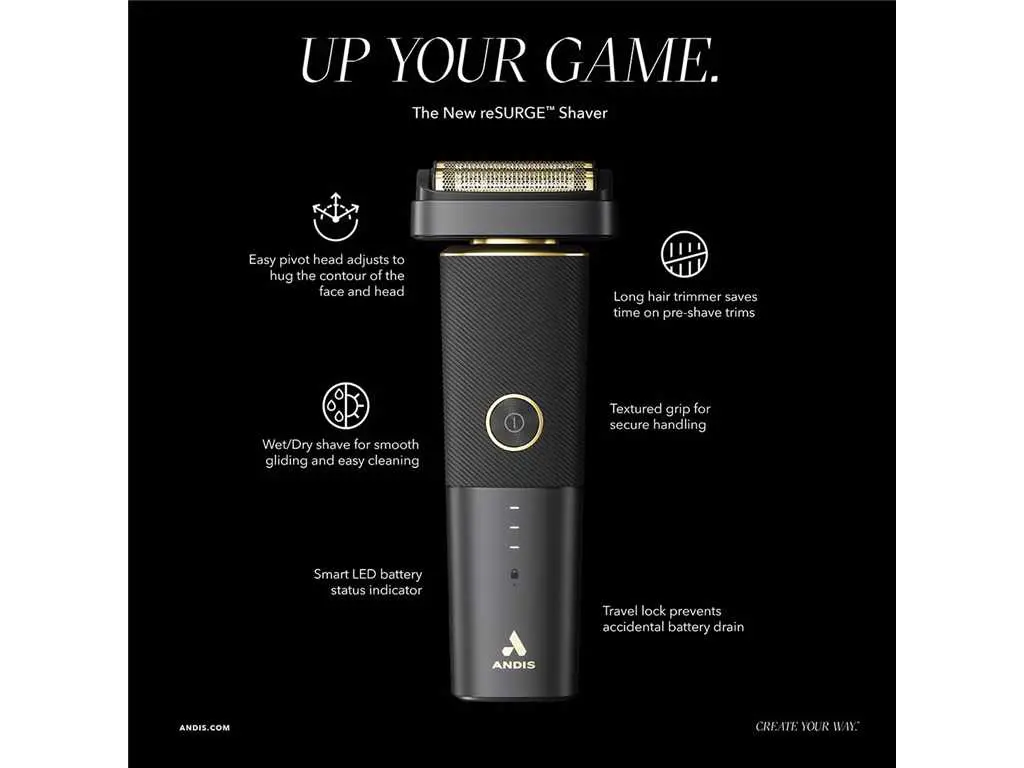 UP YOUR GAME.
The New reSURGE™ Shaver
Easy pivot head adjusts to
hug the contour of the
face and head
Long hair trimmer saves
time on pre-shave trims
Wet/Dry shave for smooth
gliding and easy cleaning
Textured grip for
secure handling
Smart LED battery
status indicator
Travel lock prevents
accidental battery drain
ANDIS
ANDIS.COM
CREATE YOUR WAY.™